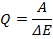 Q = A / ΔE